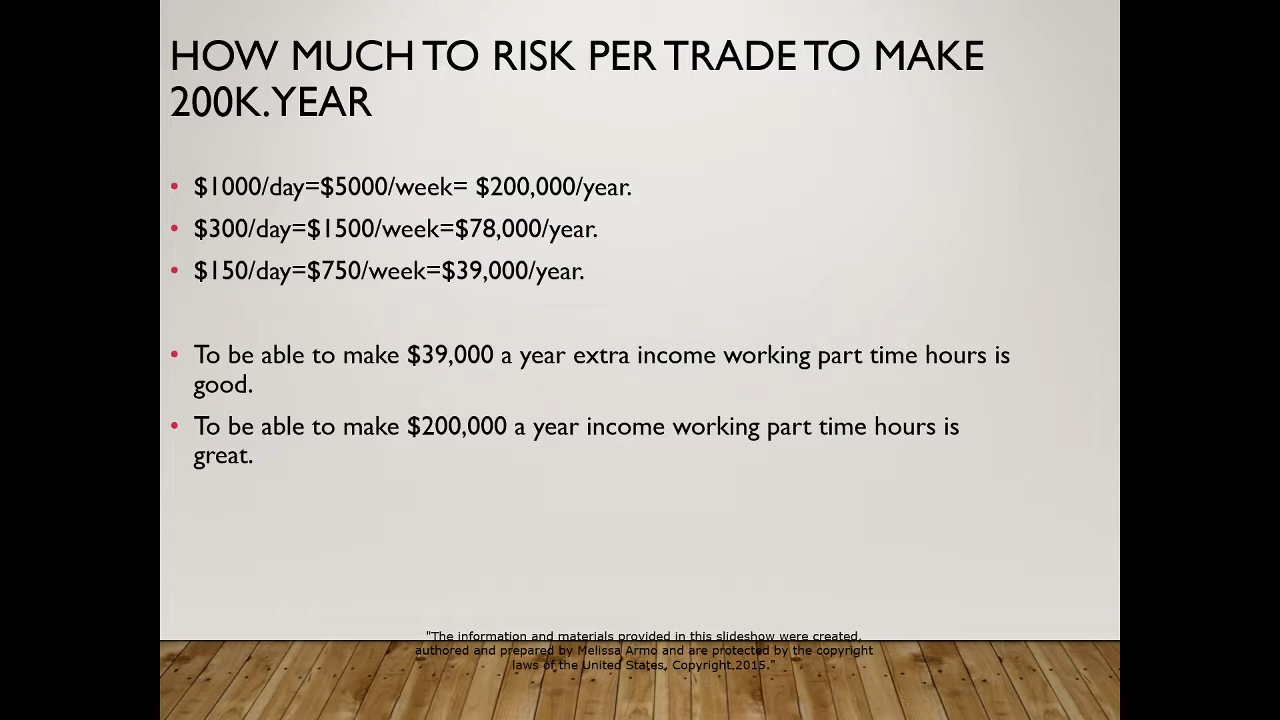 HOW MUCH TO RISK PER TRADE TO MAKE
200K.YEAR
• $1000/day=$5000/week= $200,000/year.
• $300/day=$1500/week=$78,000/year.
• $150/day=$750/week=$39,000/year.
• To be able to make $39,000 a year extra income working part time hours is
good.
• To be able to make $200,000 a year income working part time hours is
great.
"The information and materials provided in this slideshow were created,
authored and prepared by Melissa Armo and are protected by the copyright
laws of the United States, Copyright,2015."